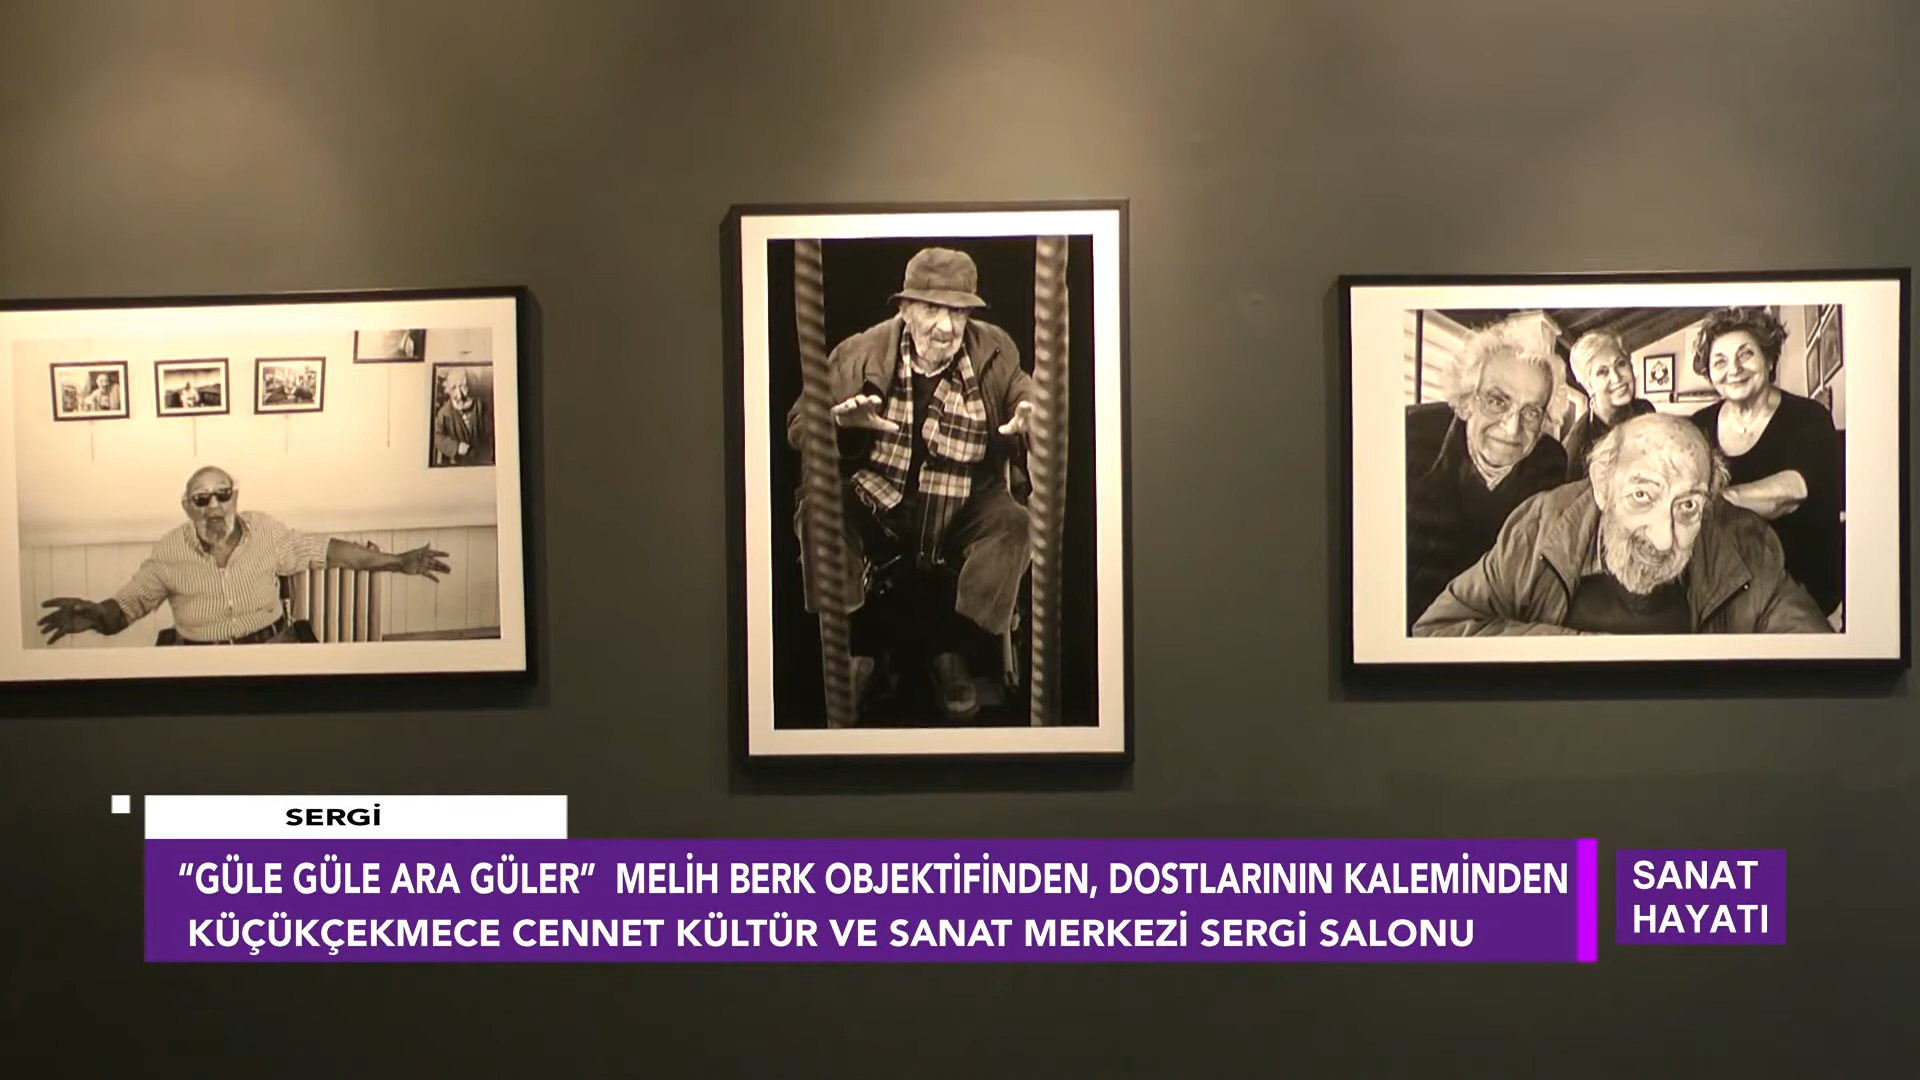 SERGİ
“GÜLE GÜLE ARA GÜLER” MELİH BERK OBJEKTİFİNDEN, DOSTLARININ KALEMİNDEN
KÜÇÜKÇEKMECE CENNET KÜLTÜR VE SANAT MERKEZİ SERGİ SALONU
SANAT
HAYATI